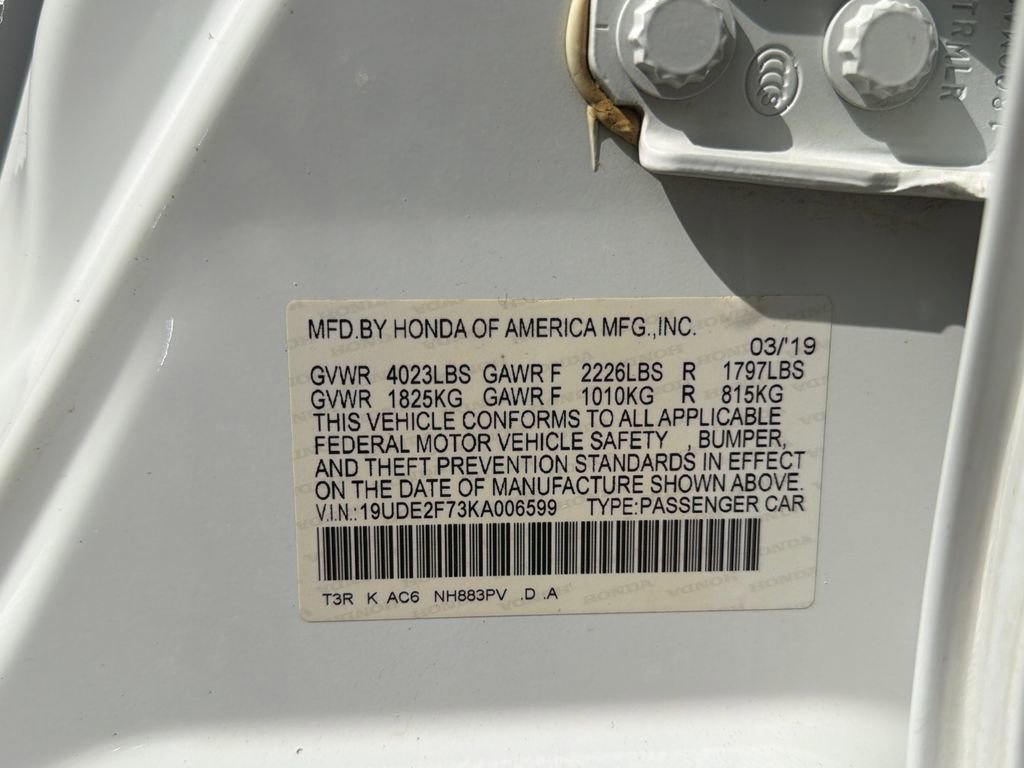 TRMLR
MFD.BY HONDA OF AMERICA MFG.,INC.
03/'19
GVWR 4023LBS GAWR F 2226LBS R 1797LBS
GVWR 1825KG GAWR F 1010KG R 815KG
THIS VEHICLE CONFORMS TO ALL APPLICABLE
FEDERAL MOTOR VEHICLE SAFETY , BUMPER,
AND THEFT PREVENTION STANDARDS IN EFFECT
ON THE DATE OF MANUFACTURE SHOWN ABOVE.
V.I.N.:19UDE2F73KA006599 TYPE:PASSENGER CAR
T3R K AC6 NH883PV .D .A